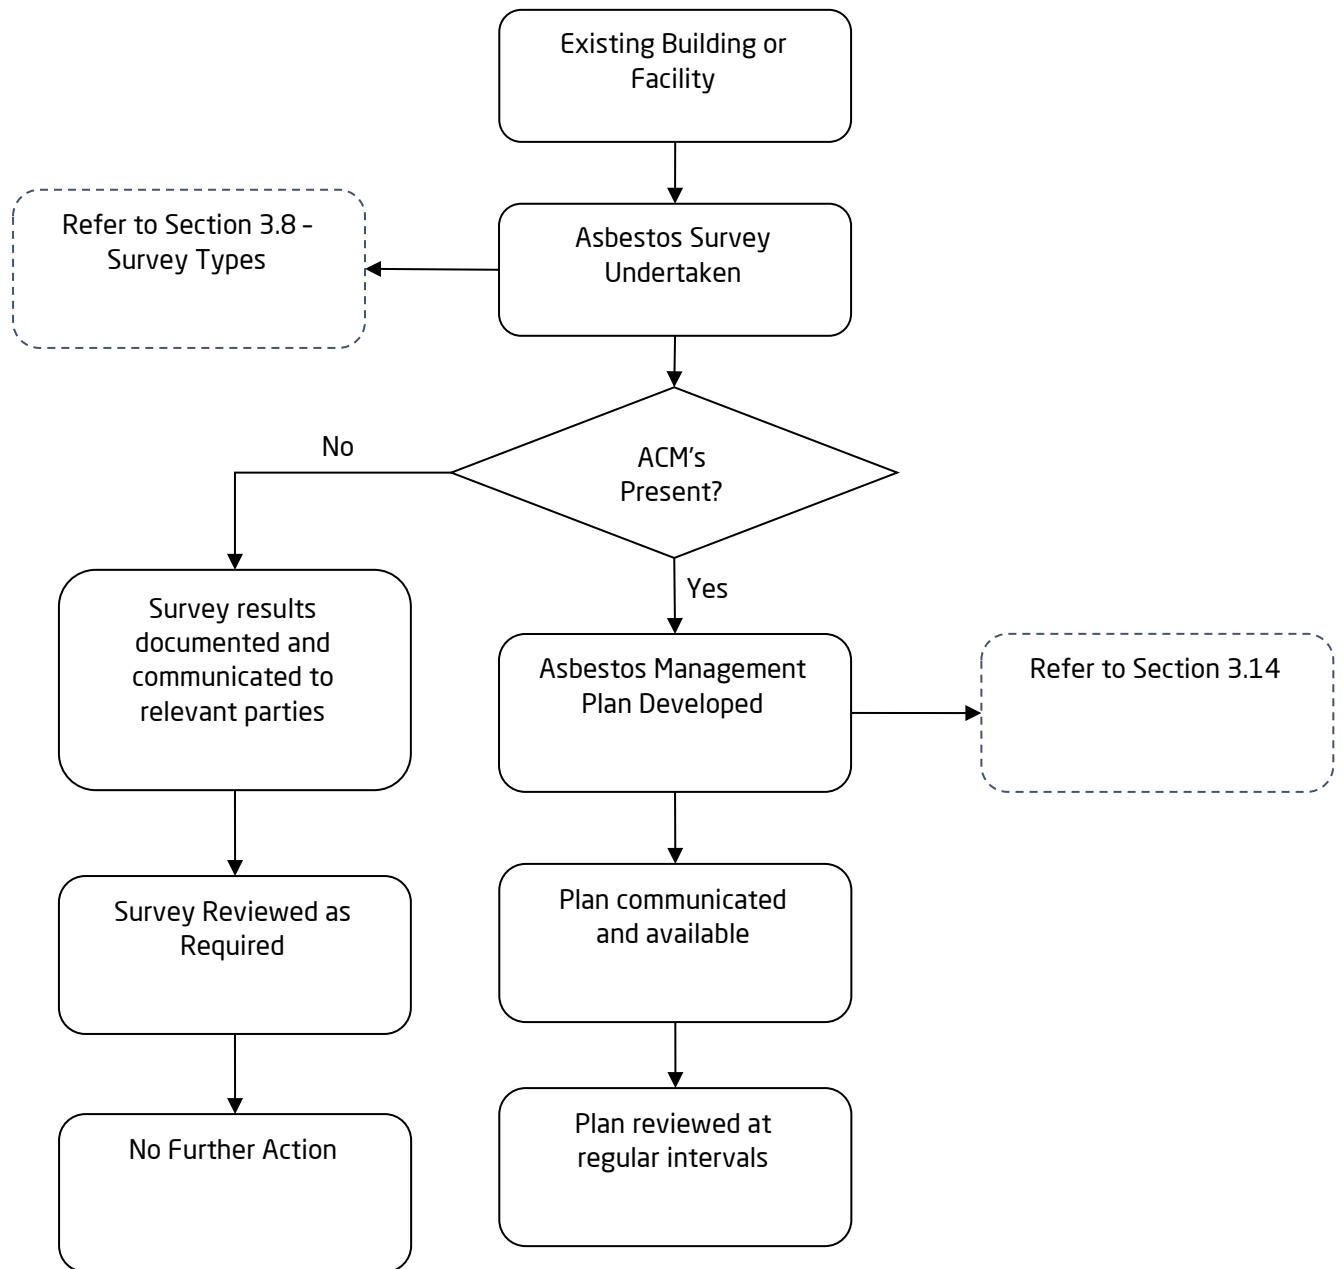 Existing Building or
Facility
Refer to Section 3.8 –
Survey Types
Asbestos Survey
Undertaken
No
ACM's
Present?
Yes
Survey results
documented and
communicated to
relevant parties
Asbestos Management
Plan Developed
Refer to Section 3.14
Survey Reviewed as
Required
Plan communicated
and available
No Further Action
Plan reviewed at
regular intervals